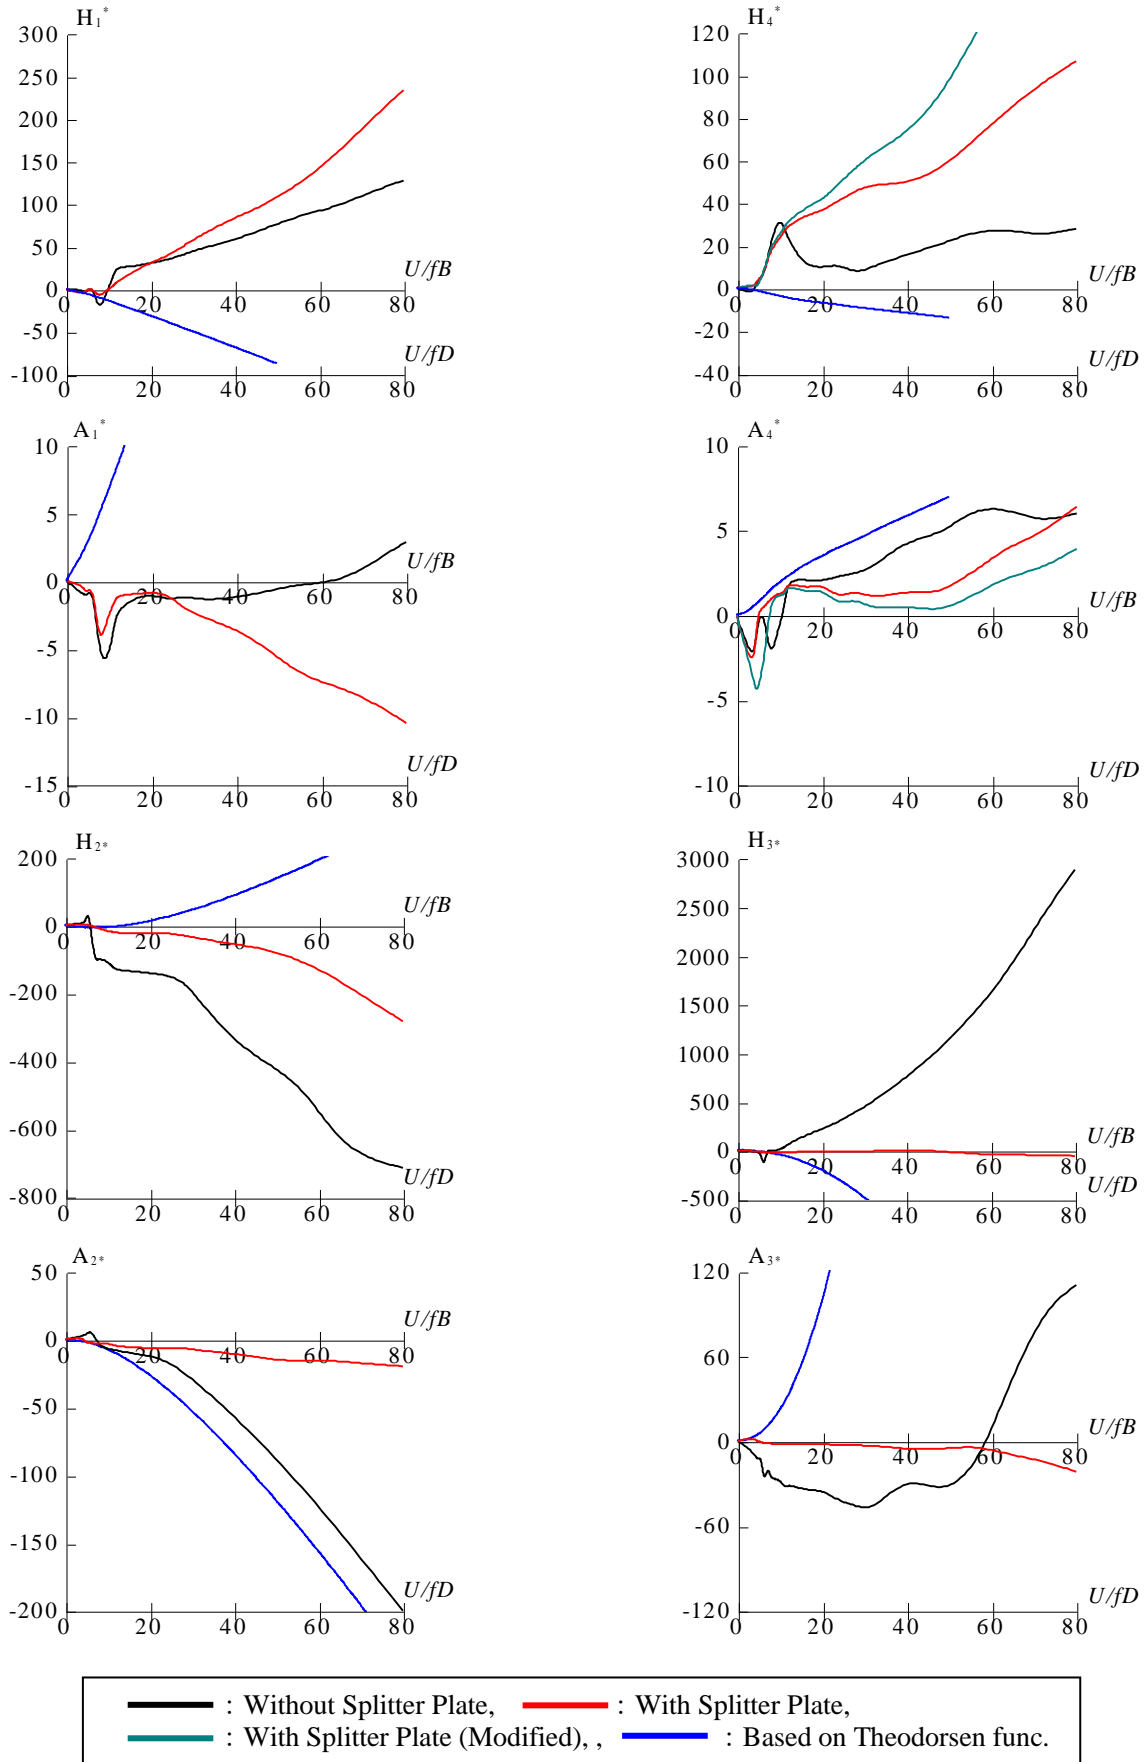 H1* H4*
300 120
250 100
200 80
150 60
100 40
50 U/fB 20 U/fB
0 0 20 40 60 80 0 0 20 40 60 80
-50 U/fD -20 U/fD
-100 -40
0 20 40 60 80 0 20 40 60 80
A1* A4*
10 10
5 5
0 U/fB 0 U/fB
0 20 40 60 80 0 20 40 60 80
-5 -5
-10
-15 U/fD -10 U/fD
0 20 40 60 80 0 20 40 60 80
H2* H3*
200 3000
U/fB 2500
0 0 20 40 60 80 2000
-200 1500
-400 1000
500
-600 0 U/fB
0 20 40 60 80
-800 U/fD -500 U/fD
0 20 40 60 80 0 20 40 60 80
A2* A3*
50 120
0 U/fB 60
0 20 40 60 80
-50 0 U/fB
0 20 40 60 80
-100 -60
-150
-200 U/fD -120 U/fD
0 20 40 60 80 0 20 40 60 80
: Without Splitter Plate, : With Splitter Plate,
: With Splitter Plate (Modified), , : Based on Theodorsen func.